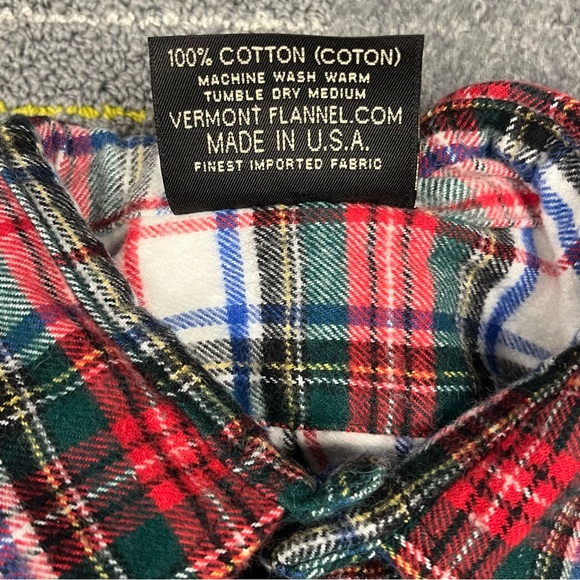 100% COTTON (COTON)
MACHINE WASH WARM
TUMBLE DRY MEDIUM
VERMONT FLANNEL.COM
MADE IN U.S.A.
FINEST IMPORTED FABRIC